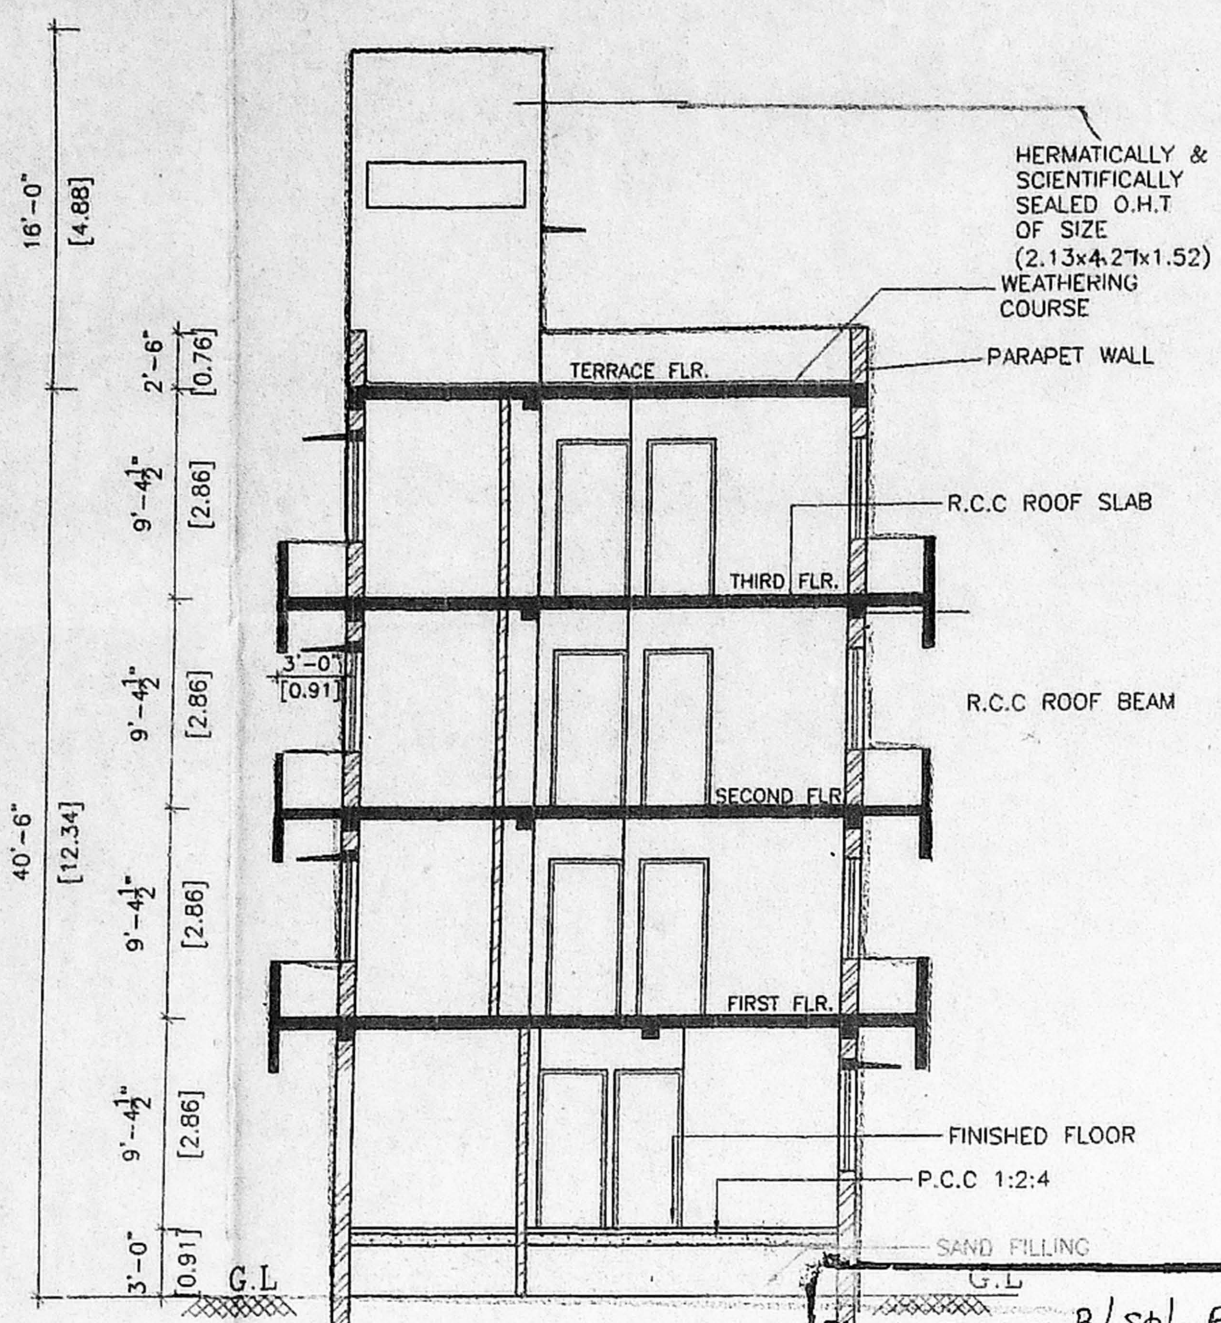 16'-0"
[4.88]
HERMATICALLY &
SCIENTIFICALLY
SEALED O.H.T
OF SIZE
(2.13x4.27x1.52)
WEATHERING
COURSE
2'-6"
[0.76]
TERRACE FLR.
PARAPET WALL
9'-4½"
[2.86]
R.C.C ROOF SLAB
THIRD FLR.
3'-0"
[0.91]
9'-4½"
[2.86]
R.C.C ROOF BEAM
SECOND FLR
40'-6"
[12.34]
9'-4½"
[2.86]
FIRST FLR.
9'-4½"
[2.86]
FINISHED FLOOR
P.C.C 1:2:4
SAND FILLING
3'-0"
[0.91]
G.L
G.L